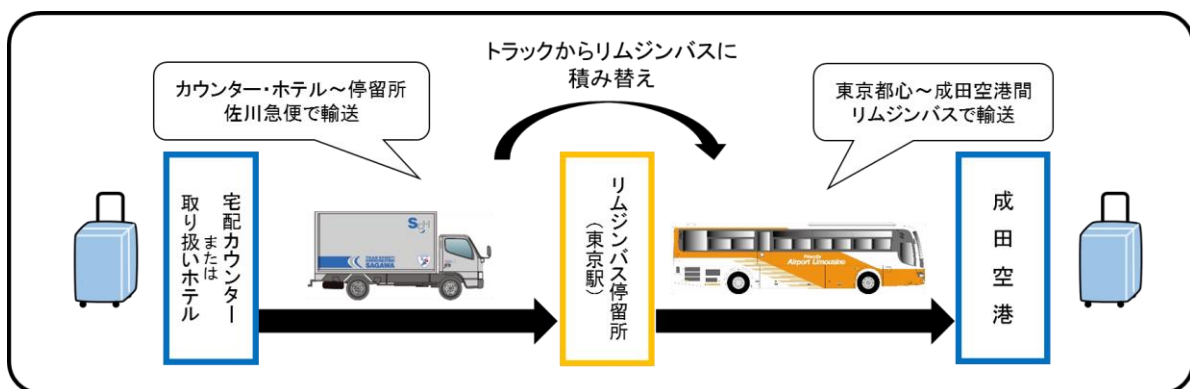 トラックからリムジンバスに
積み替え
カウンター・ホテル～停留所
佐川急便で輸送
東京都心～成田空港間
リムジンバスで輸送
宅配カウンター
または
取り扱いホテル
SAGAWA
リムジンバス停留所
（東京駅）
Friendly
Airport Limousine
成田空港